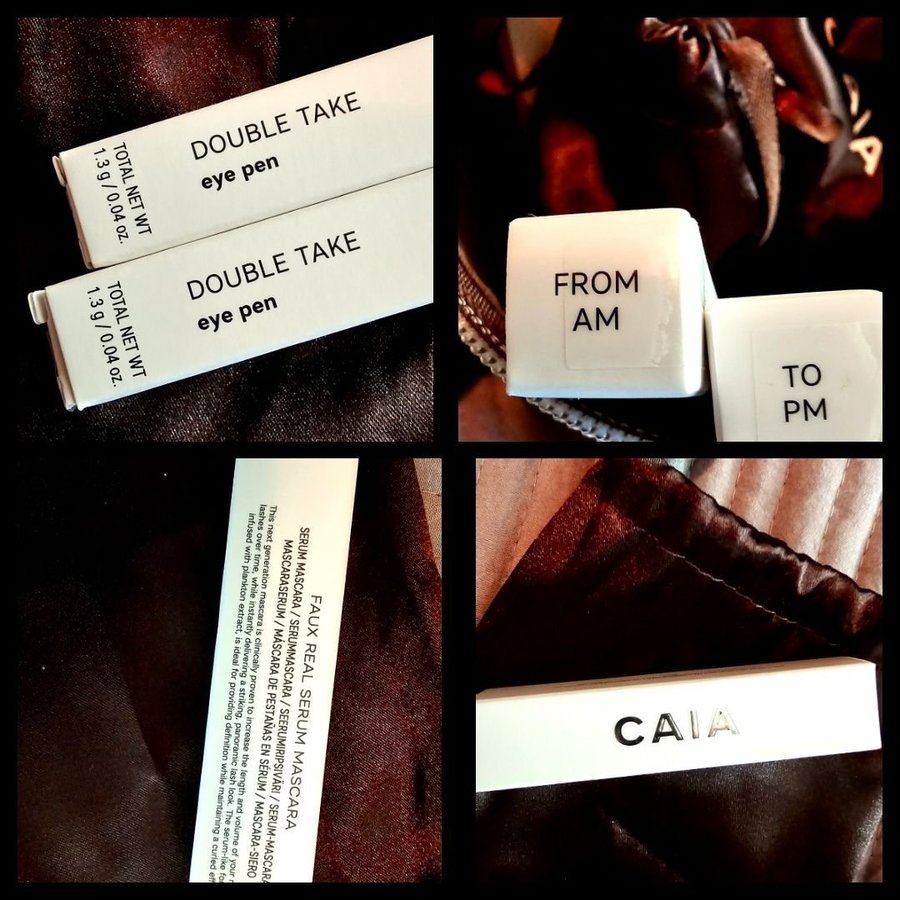 DOUBLE TAKE
eye pen
TOTAL NET WT
1.3 g / 0.04 oz.
DOUBLE TAKE
eye pen
TOTAL NET WT
1.3 g / 0.04 oz.
FROM
AM
TO
PM
IA
FAUX REAL SERUM MASCARA
SERUM MASCARA / SERUMMASCARA / SEERUMIRIPSIVÄRI / SERUM-MASCARA
MASCARASERUM / MÁSCARA DE PESTAÑAS EN SÉRUM / MASCARA-SIERO
This next generation mascara is clinically proven to increase the length and volume of your
lashes over time, while instantly delivering a striking, panoramic lash look. The serum-like
infused with plankton extract, is ideal for providing definition while maintaining a curled
CAIA